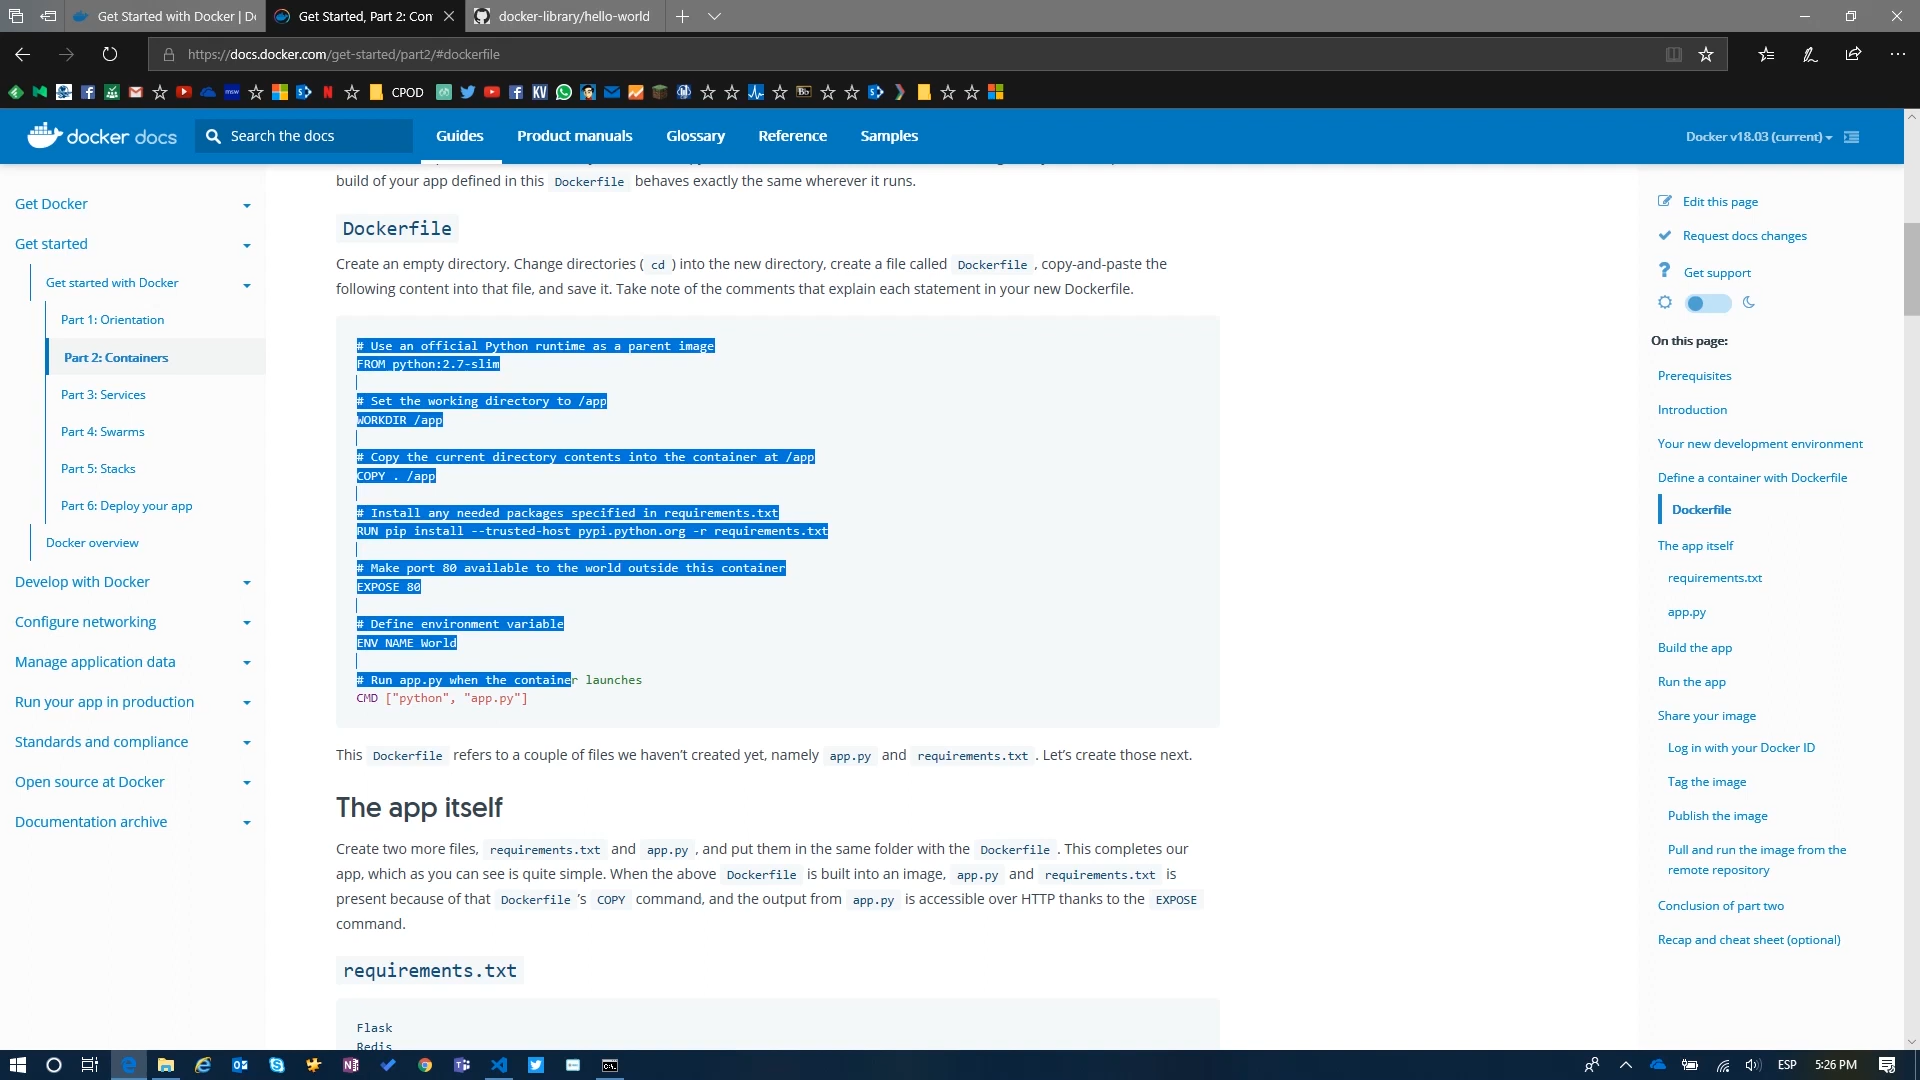 Get Started with Docker | Do
Get Started, Part 2: Con
docker-library/hello-world
https://docs.docker.com/get-started/part2/#dockerfile
CPOD
docker docs
Search the docs
Guides
Product manuals
Glossary
Reference
Samples
Docker v18.03 (current)
Get Docker
Get started
Get started with Docker
Part 1: Orientation
Part 2: Containers
Part 3: Services
Part 4: Swarms
Part 5: Stacks
Part 6: Deploy your app
Docker overview
Develop with Docker
Configure networking
Manage application data
Run your app in production
Standards and compliance
Open source at Docker
Documentation archive
build of your app defined in this Dockerfile behaves exactly the same wherever it runs.
Dockerfile
Create an empty directory. Change directories ( cd ) into the new directory, create a file called Dockerfile , copy-and-paste the
following content into that file, and save it. Take note of the comments that explain each statement in your new Dockerfile.
# Use an official Python runtime as a parent image
FROM python:2.7-slim
# Set the working directory to /app
WORKDIR /app
# Copy the current directory contents into the container at /app
COPY . /app
# Install any needed packages specified in requirements.txt
RUN pip install --trusted-host pypi.python.org -r requirements.txt
# Make port 80 available to the world outside this container
EXPOSE 80
# Define environment variable
ENV NAME World
# Run app.py when the container launches
CMD ["python", "app.py"]
This Dockerfile refers to a couple of files we haven't created yet, namely app.py and requirements.txt . Let's create those next.
The app itself
Create two more files, requirements.txt and app.py , and put them in the same folder with the Dockerfile . This completes our
app, which as you can see is quite simple. When the above Dockerfile is built into an image, app.py and requirements.txt is
present because of that Dockerfile 's COPY command, and the output from app.py is accessible over HTTP thanks to the EXPOSE
command.
requirements.txt
Flask
Redis
Edit this page
Request docs changes
Get support
On this page:
Prerequisites
Introduction
Your new development environment
Define a container with Dockerfile
Dockerfile
The app itself
requirements.txt
app.py
Build the app
Run the app
Share your image
Log in with your Docker ID
Tag the image
Publish the image
Pull and run the image from the
remote repository
Conclusion of part two
Recap and cheat sheet (optional)
ESP
5:26 PM